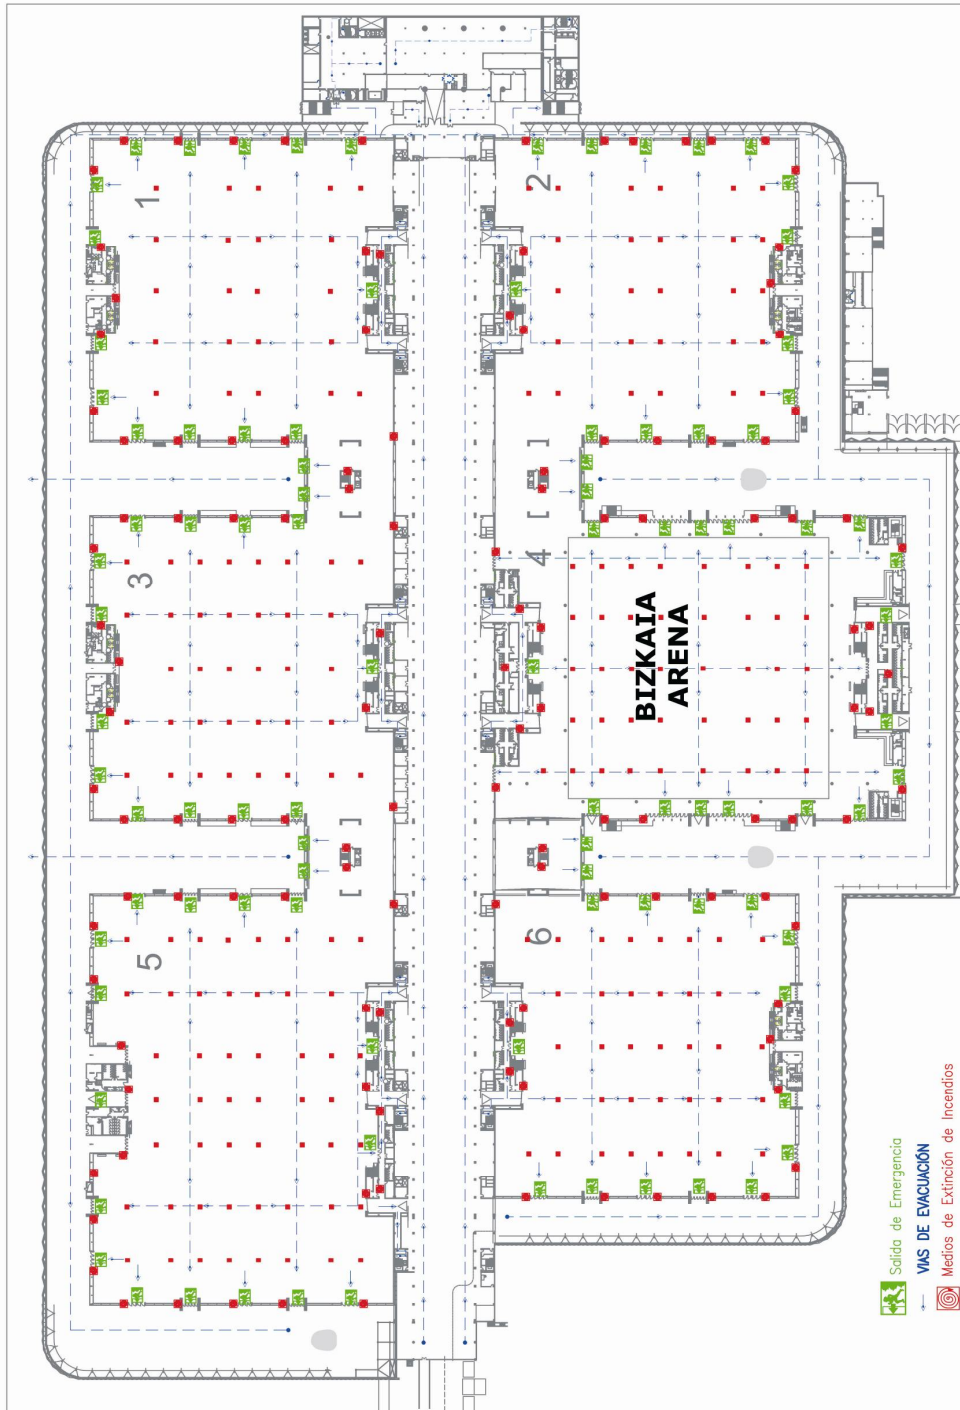 1
2
3
4
BIZKAIA
ARENA
5
6
Salida de Emergencia
VIAS DE EVACUACIÓN
Medios de Extinción de Incendios